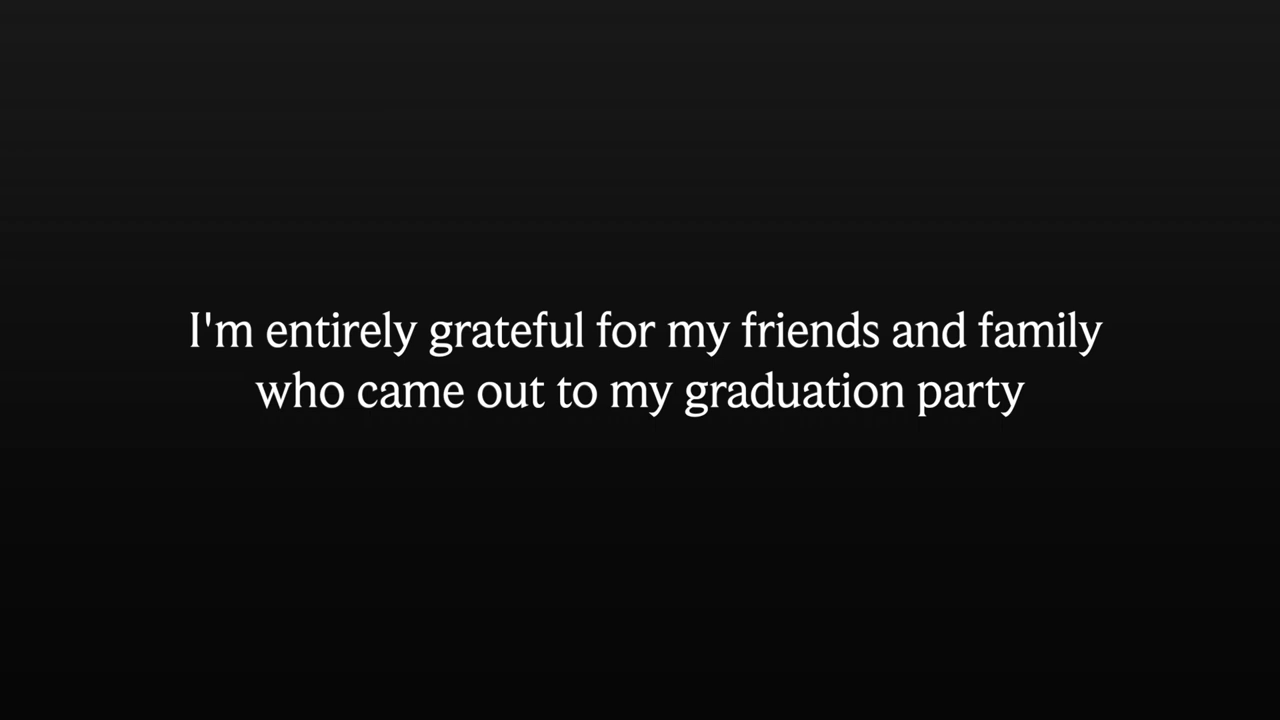 I'm entirely grateful for my friends and family
who came out to my graduation party